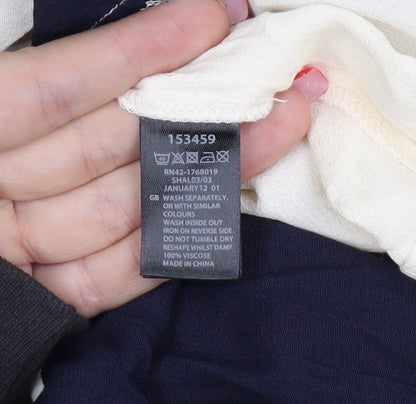 153459
RN42-1768019
SHAL03/03
JANUARY12 01
GB WASH SEPARATELY,
OR WITH SIMILAR
COLOURS
WASH INSIDE OUT
IRON ON REVERSE SIDE
DO NOT TUMBLE DAY
RESHAPE WHILST DAMP
100% VISCOSE
MADE IN CHINA